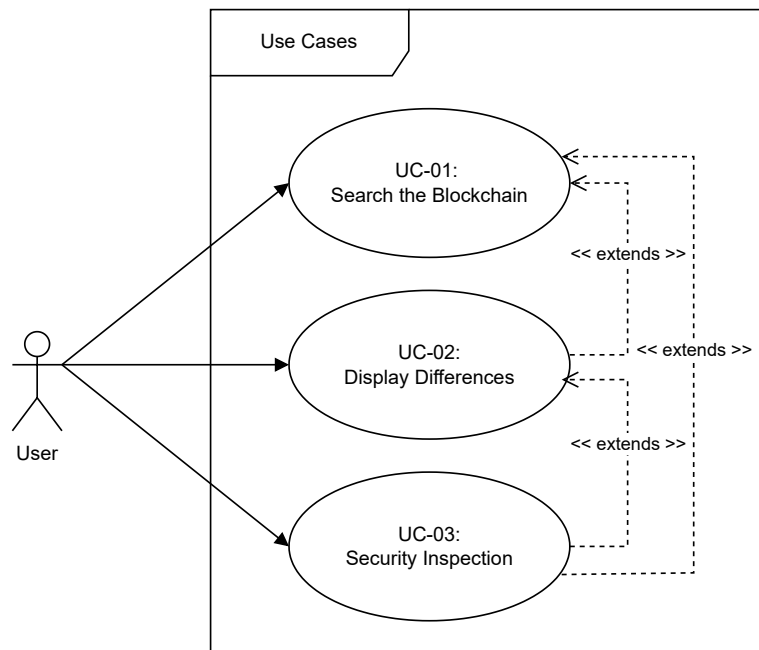 Use Cases
UC-01:
Search the Blockchain
<< extends >>
UC-02:
Display Differences
<< extends >>
<< extends >>
User
UC-03:
Security Inspection